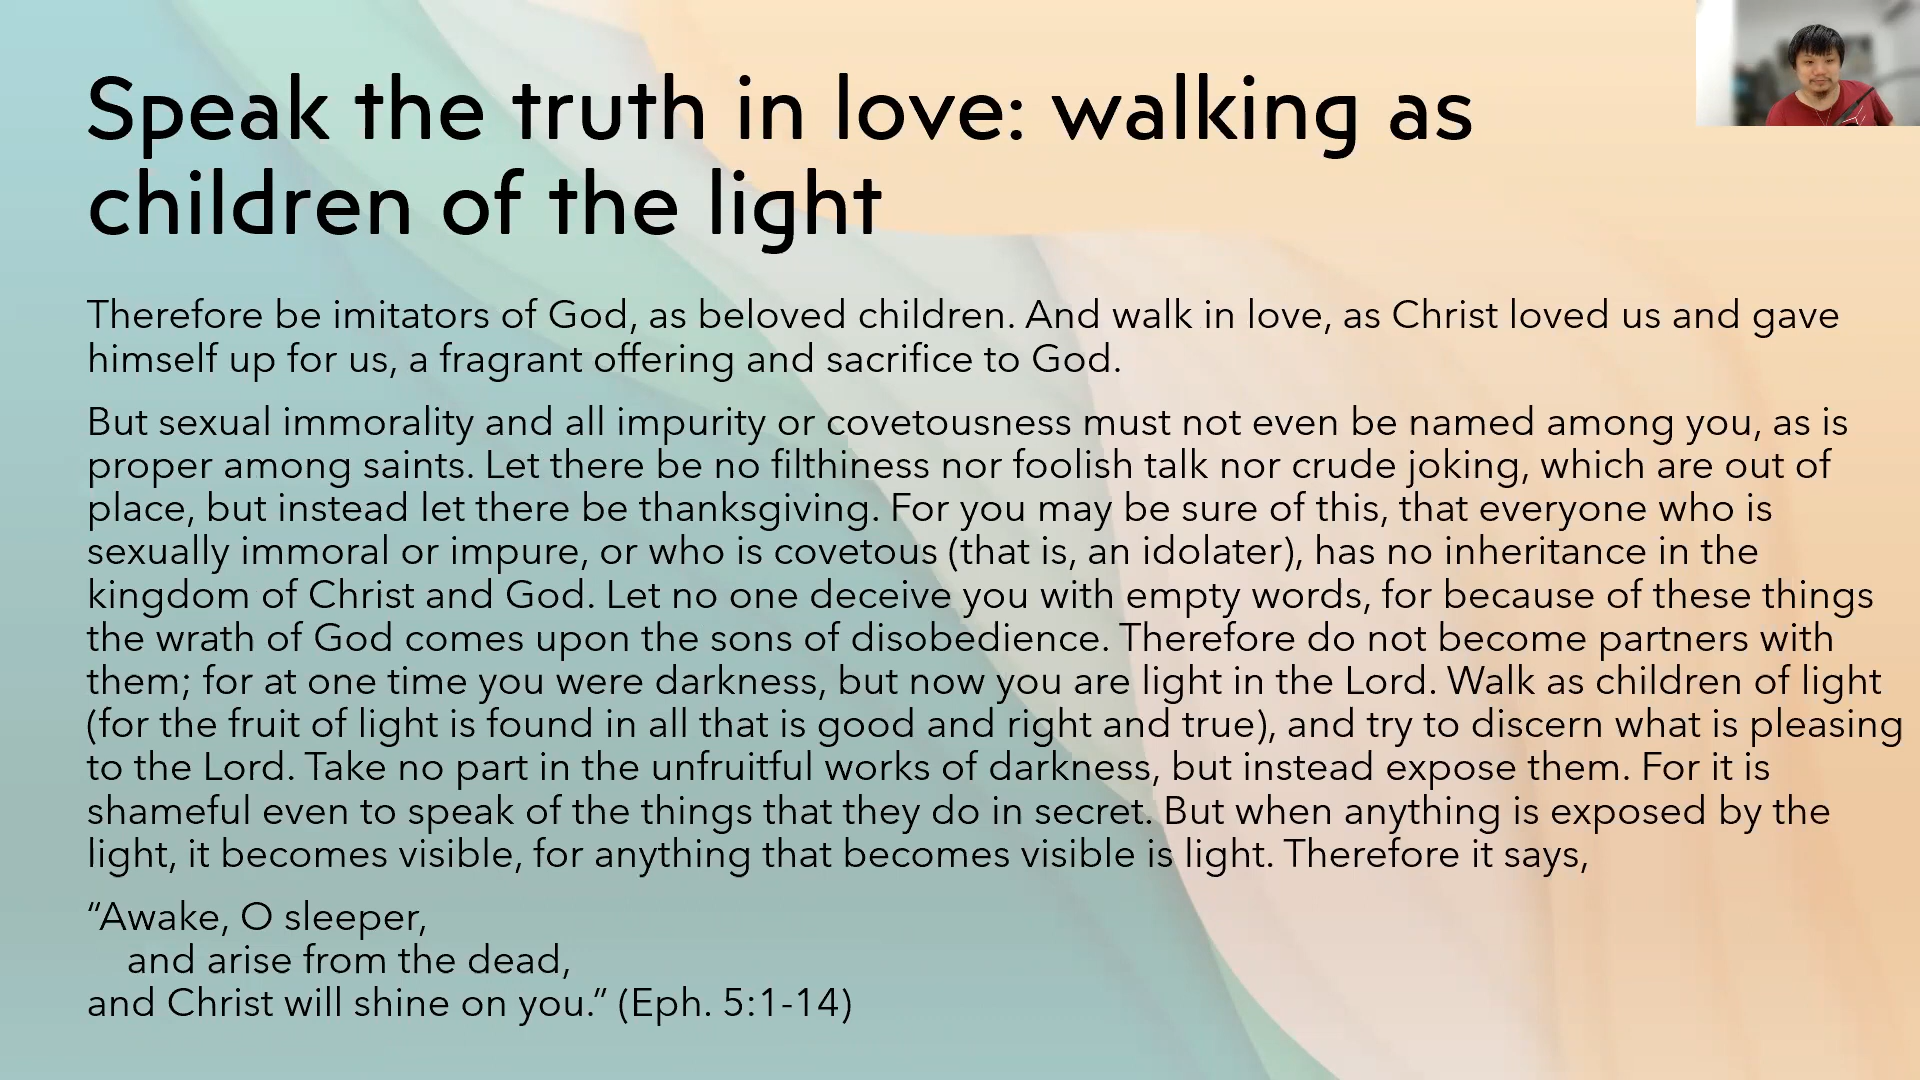 Speak the truth in love: walking as
children of the light
Therefore be imitators of God, as beloved children. And walk in love, as Christ loved us and gave
himself up for us, a fragrant offering and sacrifice to God.
But sexual immorality and all impurity or covetousness must not even be named among you, as is
proper among saints. Let there be no filthiness nor foolish talk nor crude joking, which are out of
place, but instead let there be thanksgiving. For you may be sure of this, that everyone who is
sexually immoral or impure, or who is covetous (that is, an idolater), has no inheritance in the
kingdom of Christ and God. Let no one deceive you with empty words, for because of these things
the wrath of God comes upon the sons of disobedience. Therefore do not become partners with
them; for at one time you were darkness, but now you are light in the Lord. Walk as children of light
(for the fruit of light is found in all that is good and right and true), and try to discern what is pleasing
to the Lord. Take no part in the unfruitful works of darkness, but instead expose them. For it is
shameful even to speak of the things that they do in secret. But when anything is exposed by the
light, it becomes visible, for anything that becomes visible is light. Therefore it says,
“Awake, O sleeper,
and arise from the dead,
and Christ will shine on you.” (Eph. 5:1-14)